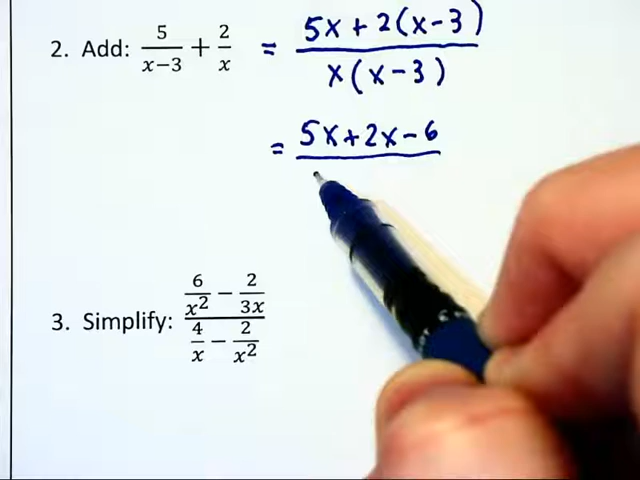 2. Add: 5/(x−3) + 2/x = (5x + 2(x−3))/(x(x−3))
= (5x+2x−6)/
3. Simplify: (6/x² − 2/3x)/(4/x − 2/x²)